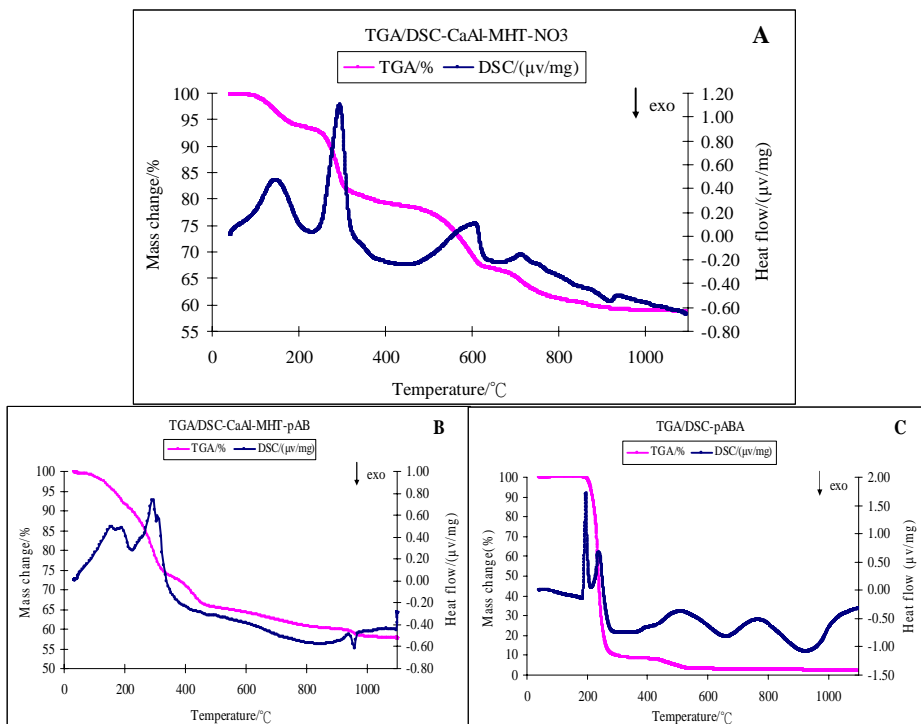 TGA/DSC-CaAl-MHT-NO3
A
TGA/%
DSC/(μv/mg)
exo
Mass change/%
100
95
90
85
80
75
70
65
60
55
1.20
1.00
0.80
0.60
0.40
0.20
0.00
-0.20
-0.40
-0.60
-0.80
Heat flow/(μv/mg)
0 200 400 600 800 1000
Temperature/℃
TGA/DSC-CaAl-MHT-pAB
B
TGA/%
DSC/(μv/mg)
exo
Mass change/%
100
95
90
85
80
75
70
65
60
55
50
1.00
0.80
0.60
0.40
0.20
0.00
-0.20
-0.40
-0.60
-0.80
Heat flow/(μv/mg)
0 200 400 600 800 1000
Temperature/℃
TGA/DSC-pABA
C
TGA/%
DSC/(μv/mg)
exo
Mass change(%)
100
90
80
70
60
50
40
30
20
10
0
2.00
1.50
1.00
0.50
0.00
-0.50
-1.00
-1.50
Heat flow (μv/mg)
0 200 400 600 800 1000
Temperature/℃